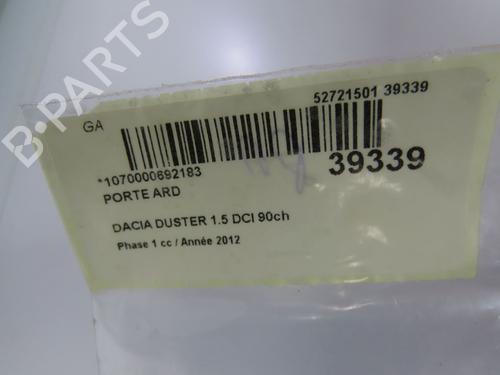 B-PARTS
52721501 39339
GA
*1070000692183
39339
PORTE ARD
DACIA DUSTER 1.5 DCI 90ch
Phase 1 cc / Année 2012